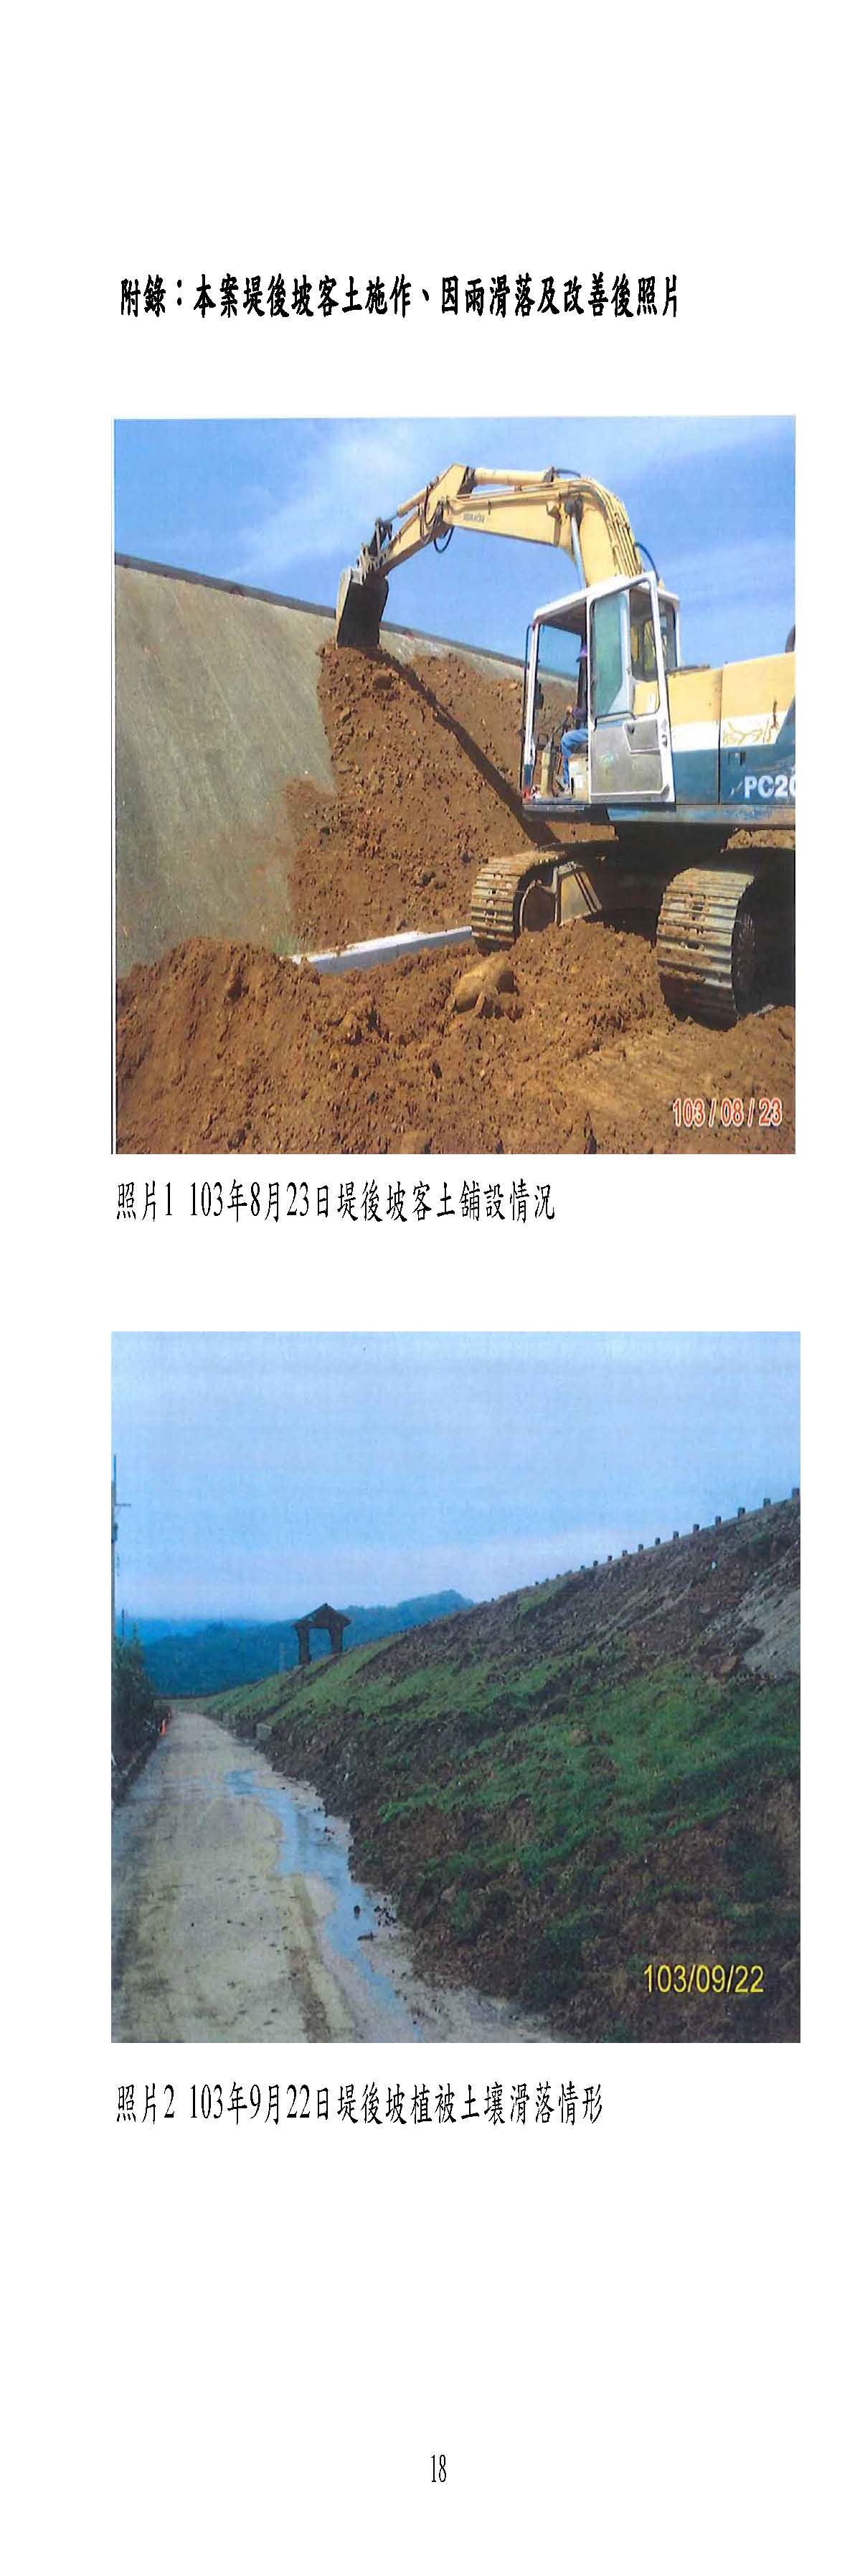 附錄：本案堤後坡客土施作、因雨滑落及改善後照片
KOMATSU
PC20
103/08/23
照片1 103年8月23日堤後坡客土舖設情況
103/09/22
照片2 103年9月22日堤後坡植被土壤滑落情形
18